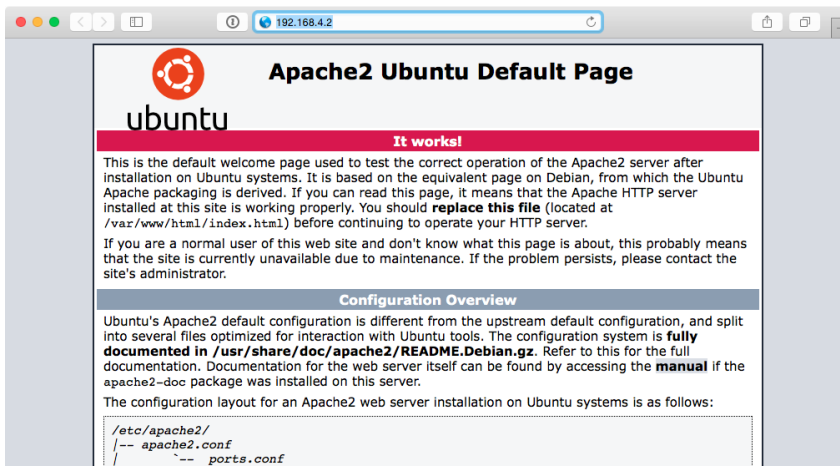 192.168.4.2
Apache2 Ubuntu Default Page
ubuntu
It works!
This is the default welcome page used to test the correct operation of the Apache2 server after
installation on Ubuntu systems. It is based on the equivalent page on Debian, from which the Ubuntu
Apache packaging is derived. If you can read this page, it means that the Apache HTTP server
installed at this site is working properly. You should replace this file (located at
/var/www/html/index.html) before continuing to operate your HTTP server.
If you are a normal user of this web site and don't know what this page is about, this probably means
that the site is currently unavailable due to maintenance. If the problem persists, please contact the
site's administrator.
Configuration Overview
Ubuntu's Apache2 default configuration is different from the upstream default configuration, and split
into several files optimized for interaction with Ubuntu tools. The configuration system is fully
documented in /usr/share/doc/apache2/README.Debian.gz. Refer to this for the full
documentation. Documentation for the web server itself can be found by accessing the manual if the
apache2-doc package was installed on this server.
The configuration layout for an Apache2 web server installation on Ubuntu systems is as follows:
/etc/apache2/
|-- apache2.conf
|       `--  ports.conf